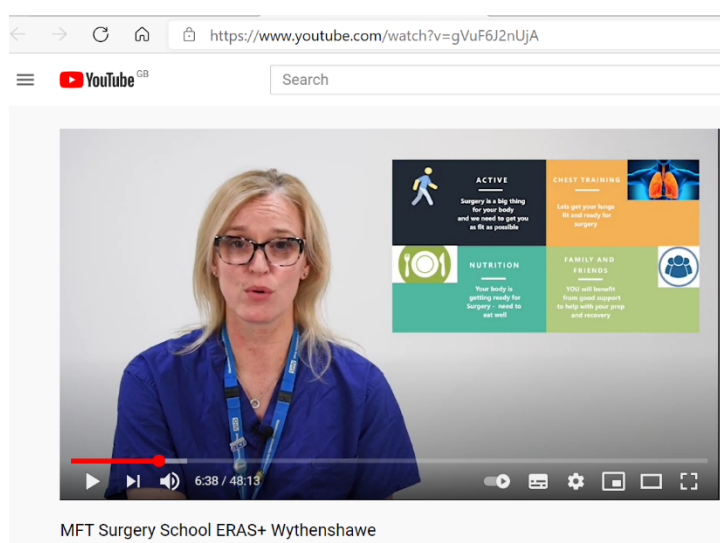 https://www.youtube.com/watch?v=gVuF6J2nUjA
YouTube GB
Search
ACTIVE
Surgery is a big thing
for your body
and we need to get you
as fit as possible
CHEST TRAINING
Lets get your lungs
fit and ready for
surgery
NUTRITION
Your body is
getting ready for
Surgery - need to
eat well
FAMILY AND
FRIENDS
YOU will benefit
from good support
to help with your prep
and recovery
6:38 / 48:13
MFT Surgery School ERAS+ Wythenshawe